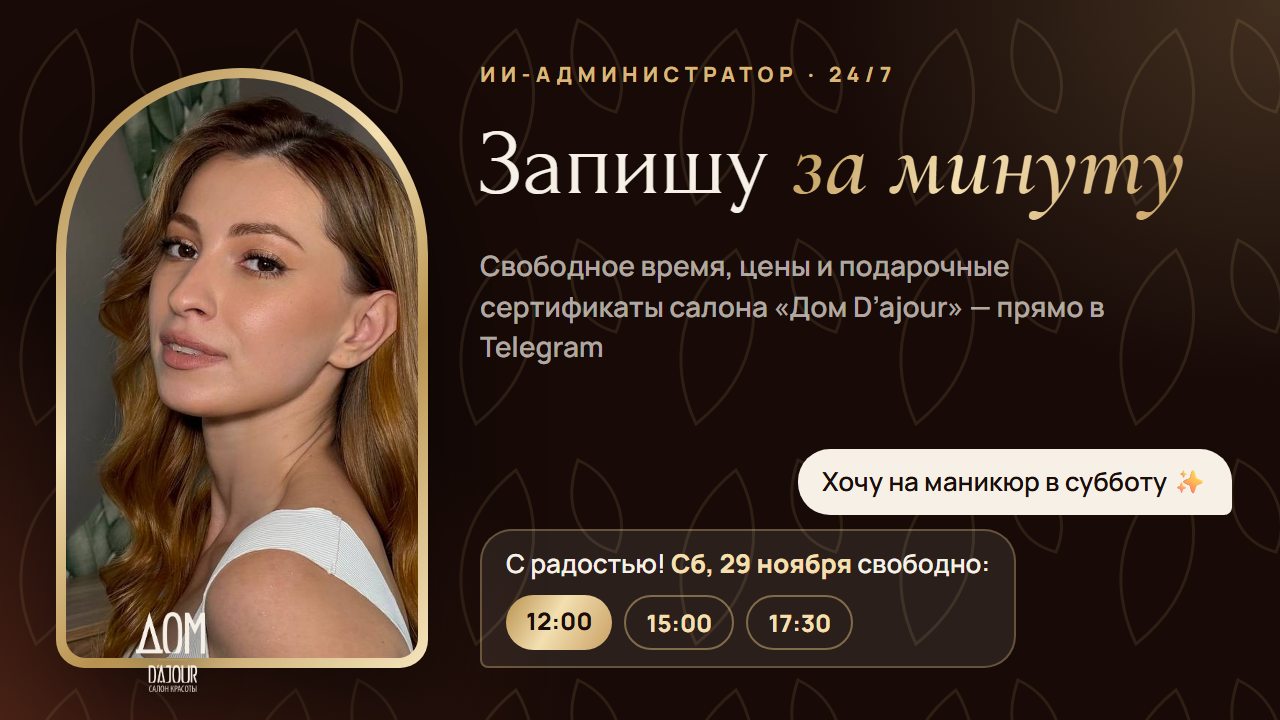 ИИ-АДМИНИСТРАТОР · 24/7
Запишу за минуту
Свободное время, цены и подарочные
сертификаты салона «Дом D’ajour» — прямо в
Telegram
Хочу на маникюр в субботу ✨
С радостью! Сб, 29 ноября свободно:
12:00 15:00 17:30
ДОМ
D'AJOUR
САЛОН КРАСОТЫ